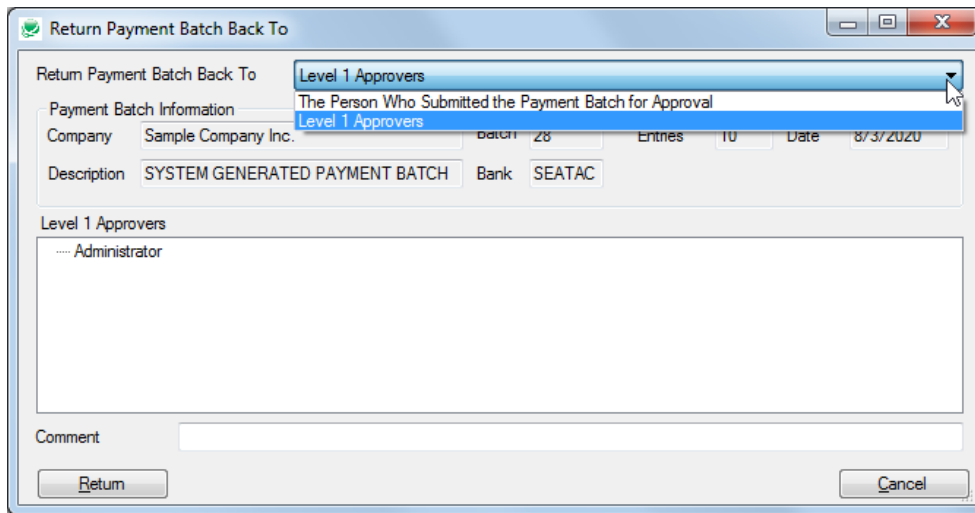 Return Payment Batch Back To
Return Payment Batch Back To Level 1 Approvers
The Person Who Submitted the Payment Batch for Approval
Level 1 Approvers
Payment Batch Information
Company Sample Company Inc. Batch 28 Entries 10 Date 8/3/2020
Description SYSTEM GENERATED PAYMENT BATCH Bank SEATAC
Level 1 Approvers
Administrator
Comment
Return Cancel